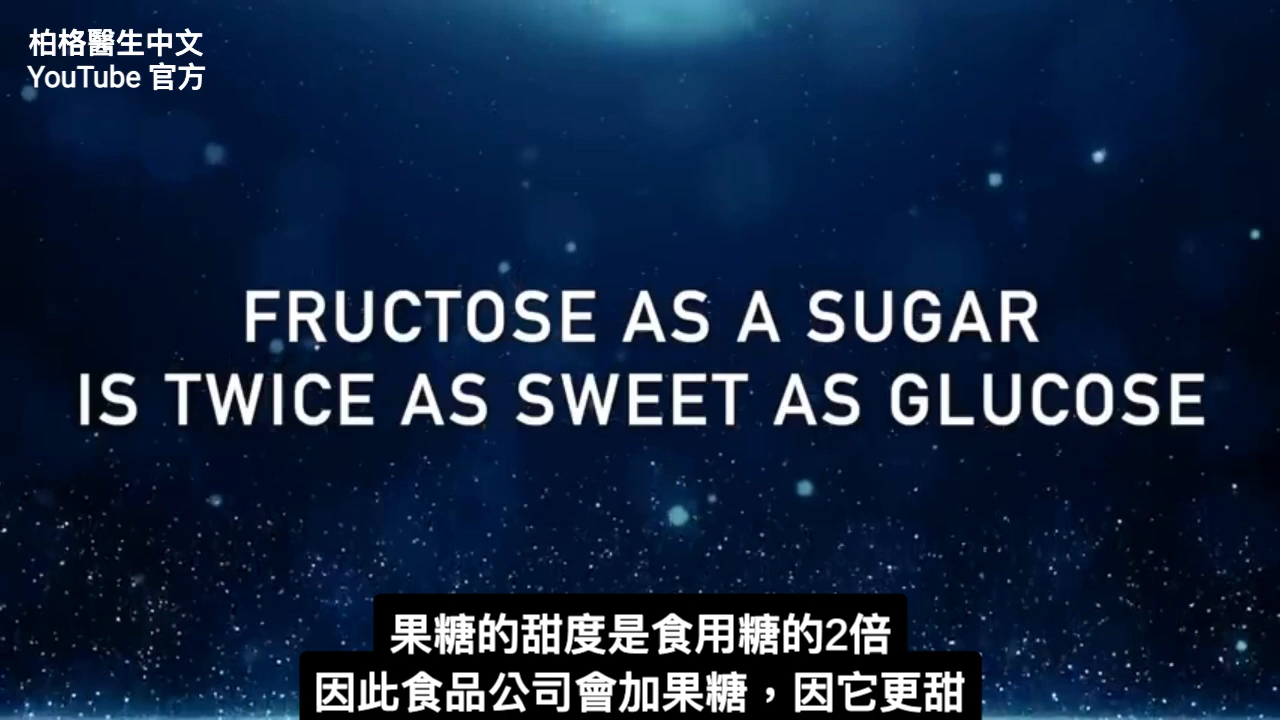 柏格醫生中文
YouTube 官方
FRUCTOSE AS A SUGAR
IS TWICE AS SWEET AS GLUCOSE
果糖的甜度是食用糖的2倍
因此食品公司會加果糖，因它更甜